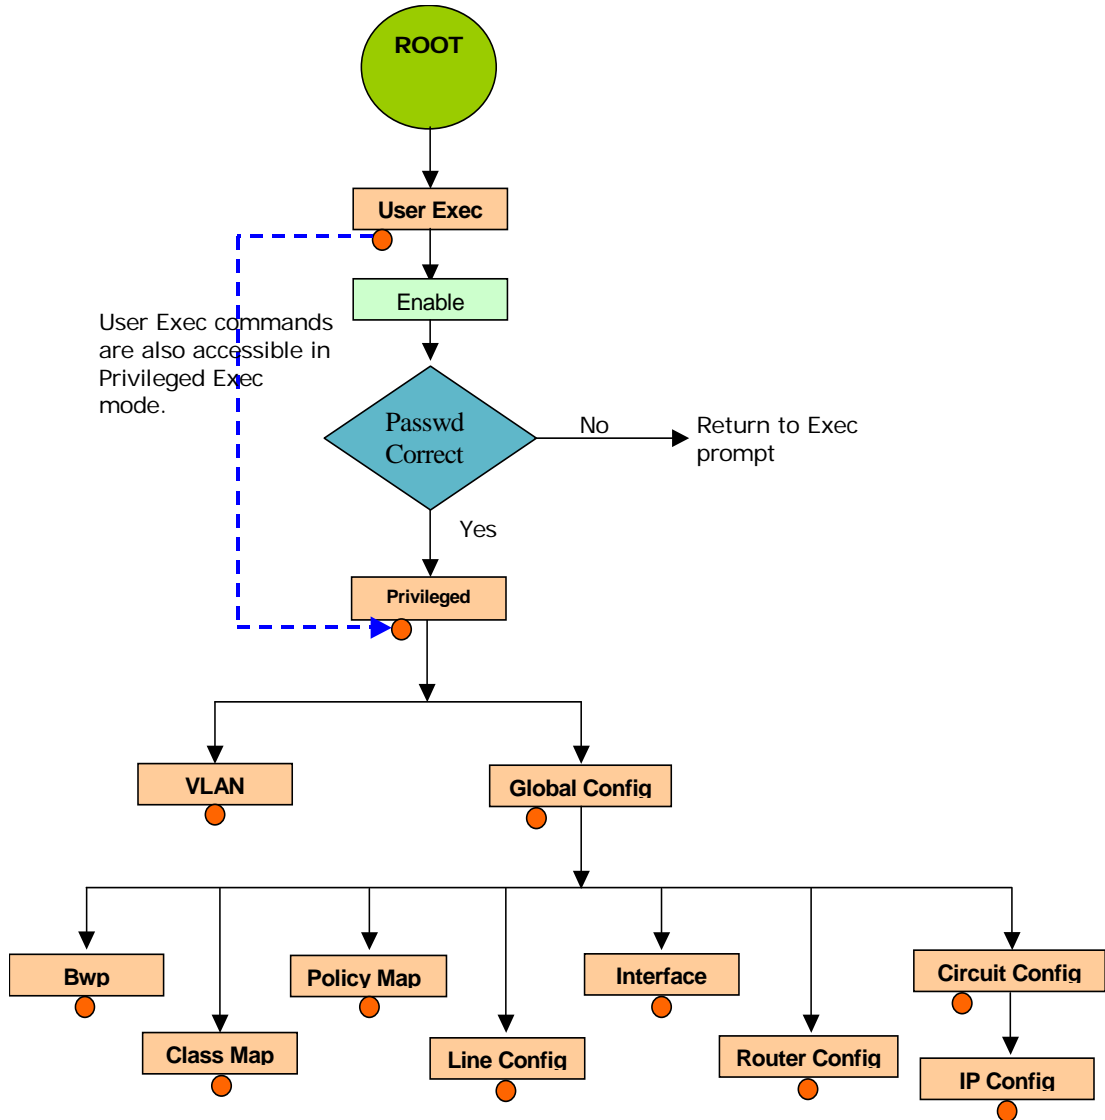 ROOT
User Exec
Enable
User Exec commands
are also accessible in
Privileged Exec
mode.
Passwd
Correct
No
Return to Exec
prompt
Yes
Privileged
VLAN
Global Config
Bwp
Policy Map
Interface
Circuit Config
Class Map
Line Config
Router Config
IP Config